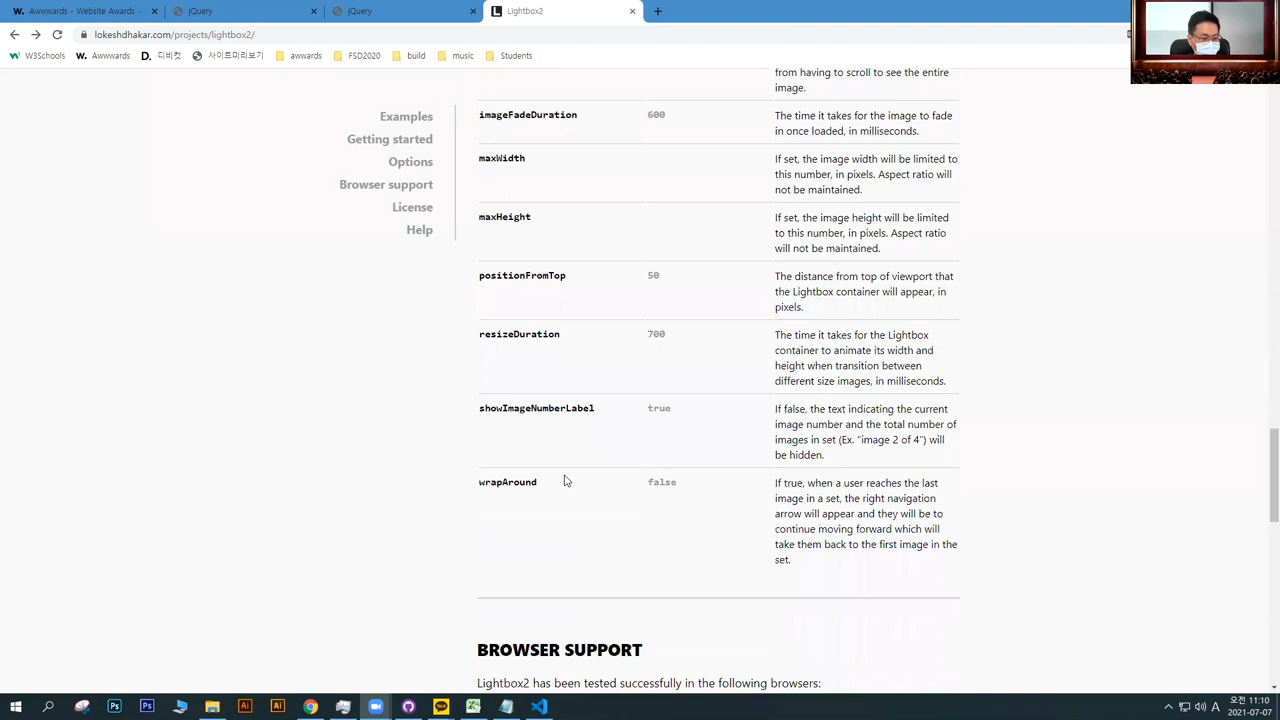 Awwwards - Website Awards -
jQuery
jQuery
Lightbox2
lokeshdhakar.com/projects/lightbox2/
W3Schools
Awwwards
디비컷
사이트미리보기
awwards
FSD2020
build
music
Students
from having to scroll to see the entire
image.
Examples
Getting started
Options
Browser support
License
Help
imageFadeDuration
600
The time it takes for the image to fade
in once loaded, in milliseconds.
maxWidth
If set, the image width will be limited to
this number, in pixels. Aspect ratio will
not be maintained.
maxHeight
If set, the image height will be limited
to this number, in pixels. Aspect ratio
will not be maintained.
positionFromTop
50
The distance from top of viewport that
the Lightbox container will appear, in
pixels.
resizeDuration
700
The time it takes for the Lightbox
container to animate its width and
height when transition between
different size images, in milliseconds.
showImageNumberLabel
true
If false, the text indicating the current
image number and the total number of
images in set (Ex. "image 2 of 4") will
be hidden.
wrapAround
false
If true, when a user reaches the last
image in a set, the right navigation
arrow will appear and they will be to
continue moving forward which will
take them back to the first image in the
set.
BROWSER SUPPORT
Lightbox2 has been tested successfully in the following browsers:
오전 11:10
2021-07-07